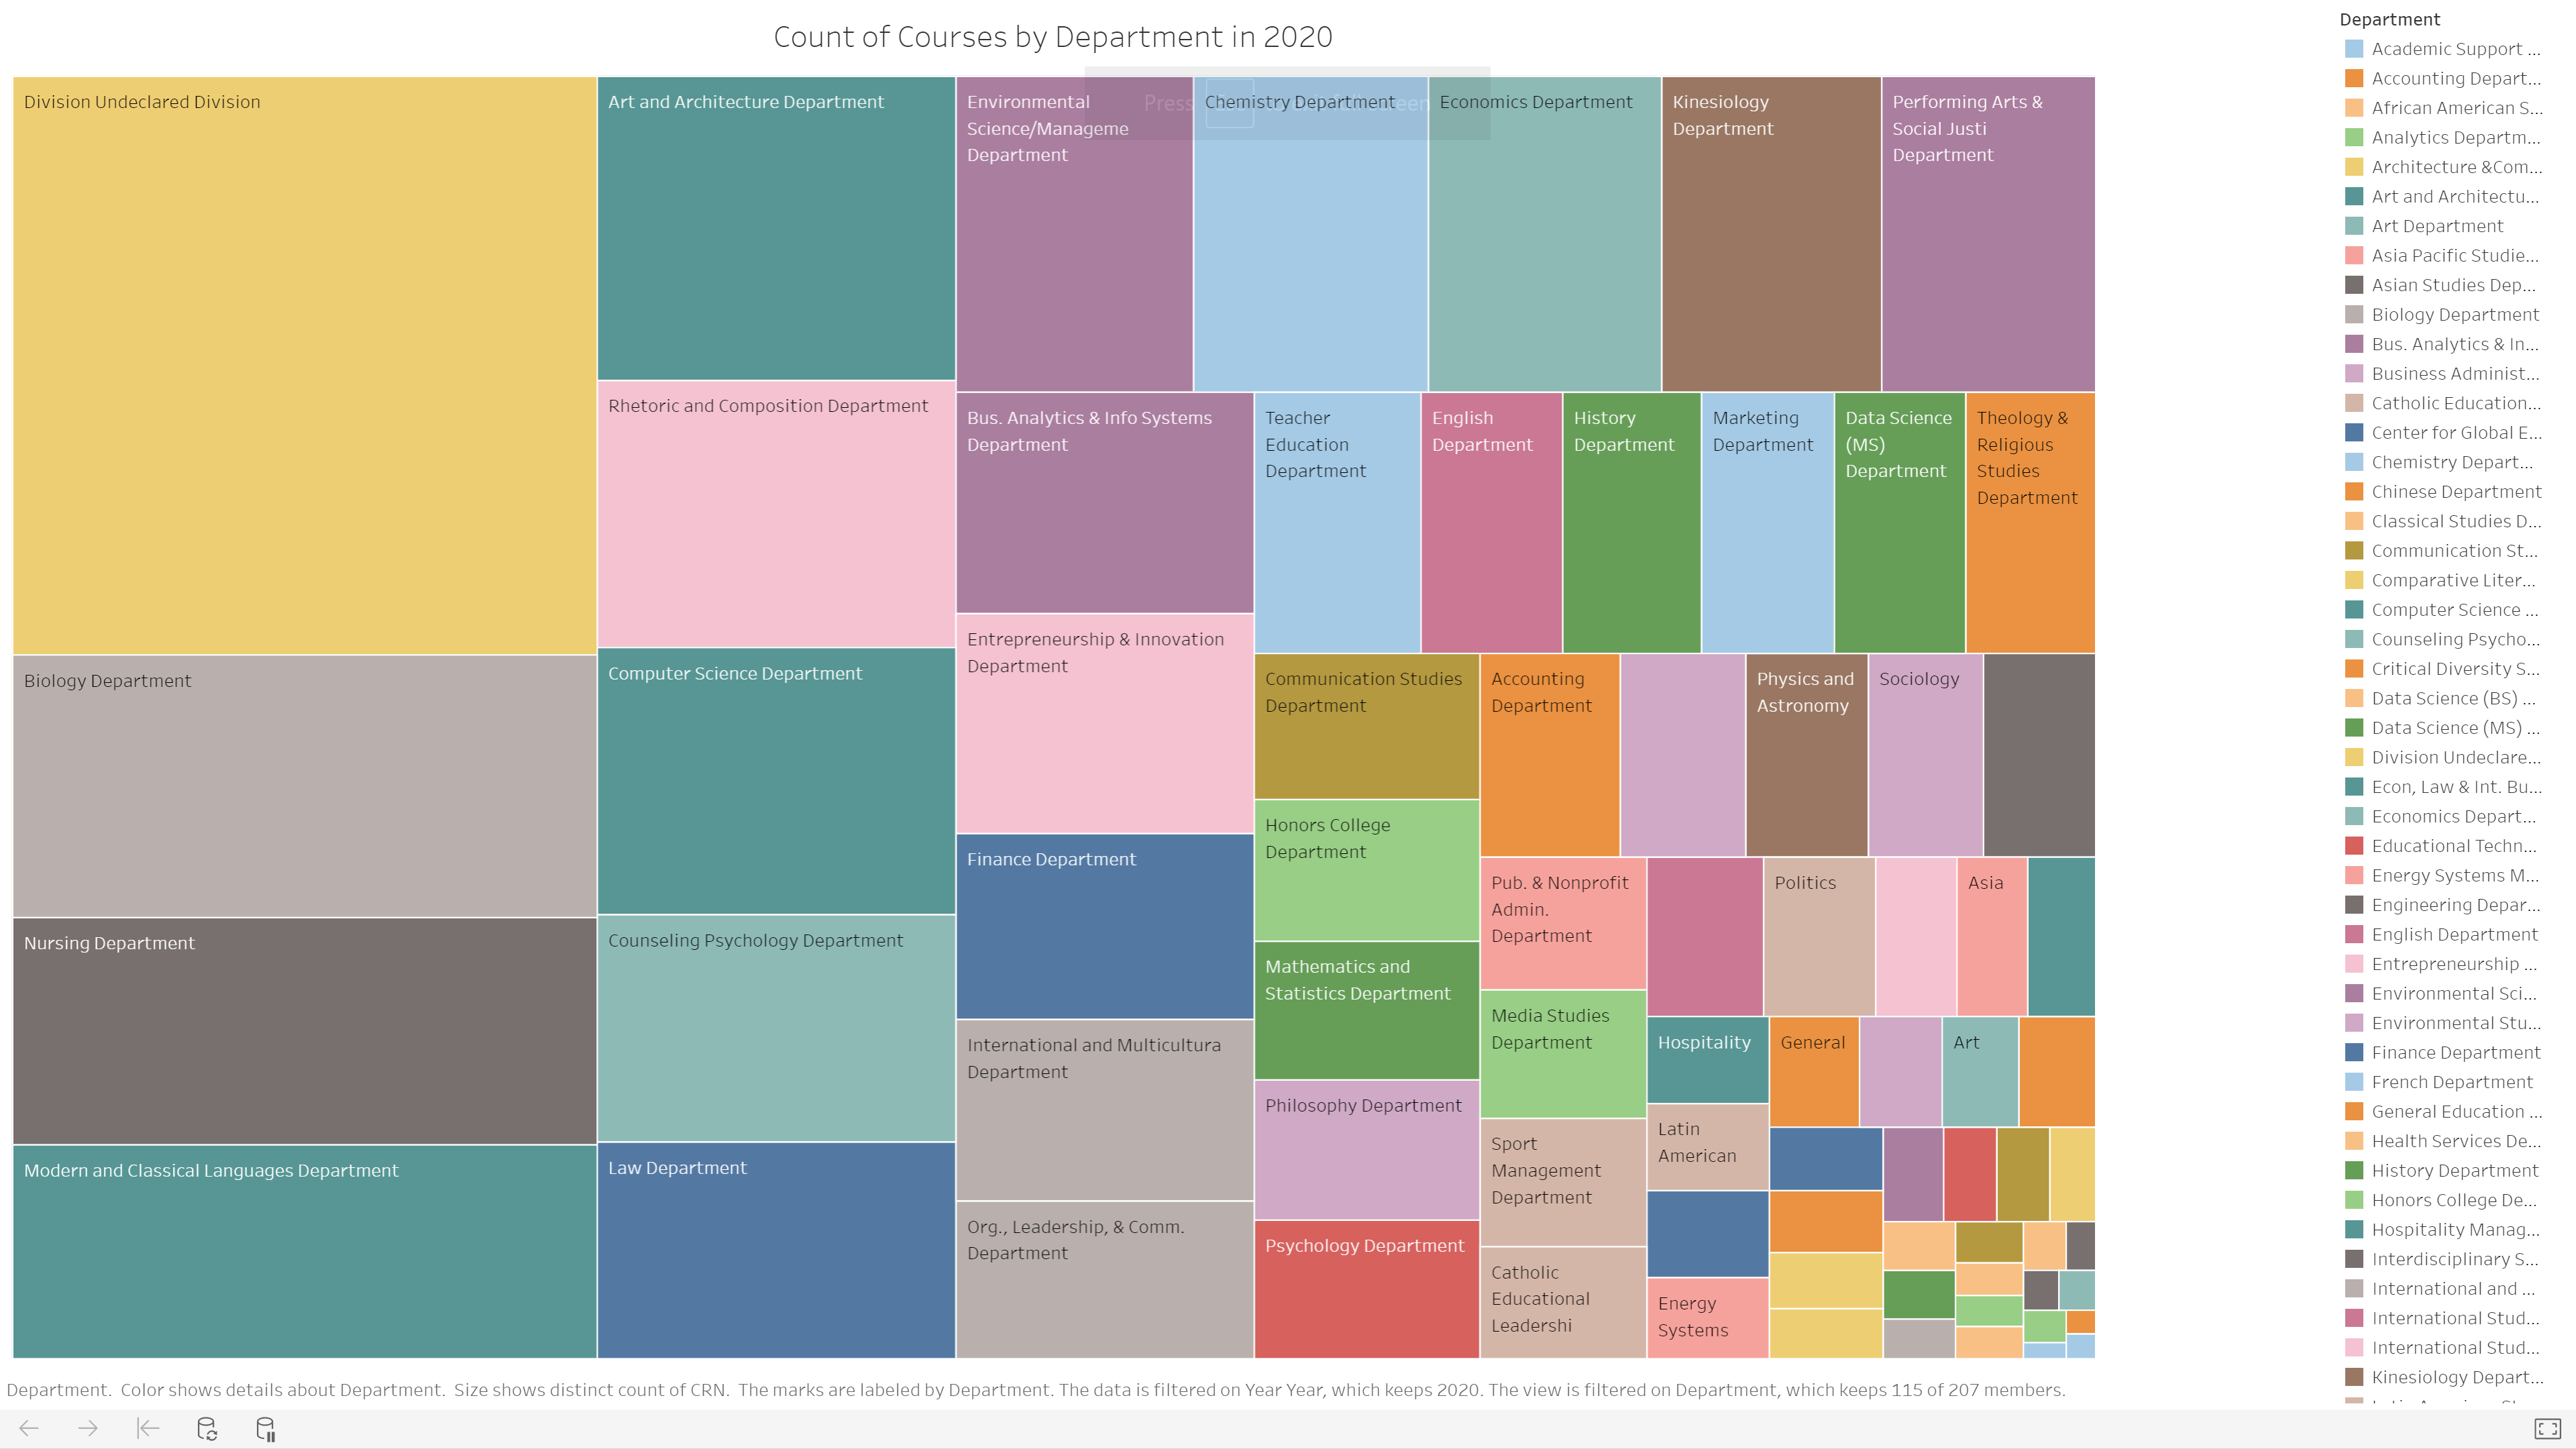 Count of Courses by Department in 2020
Division Undeclared Division
Biology Department
Nursing Department
Modern and Classical Languages Department
Art and Architecture Department
Rhetoric and Composition Department
Computer Science Department
Counseling Psychology Department
Law Department
Environmental
Science/Manageme
Department
Press
Chemistry Department
Economics Department
Kinesiology
Department
Performing Arts &
Social Justi
Department
Bus. Analytics & Info Systems
Department
Entrepreneurship & Innovation
Department
Finance Department
International and Multicultura
Department
Org., Leadership, & Comm.
Department
Teacher
Education
Department
English
Department
History
Department
Marketing
Department
Data Science
(MS)
Department
Theology &
Religious
Studies
Department
Communication Studies
Department
Honors College
Department
Mathematics and
Statistics Department
Philosophy Department
Psychology Department
Accounting
Department
Physics and
Astronomy
Sociology
Pub. & Nonprofit
Admin.
Department
Media Studies
Department
Sport
Management
Department
Catholic
Educational
Leadershi
Politics
Asia
Hospitality
General
Art
Latin
American
Energy
Systems
Department
Academic Support ...
Accounting Depart...
African American S...
Analytics Departm...
Architecture &Com...
Art and Architectu...
Art Department
Asia Pacific Studie...
Asian Studies Dep...
Biology Department
Bus. Analytics & In...
Business Administ...
Catholic Education...
Center for Global E...
Chemistry Depart...
Chinese Department
Classical Studies D...
Communication St...
Comparative Liter...
Computer Science ...
Counseling Psycho...
Critical Diversity S...
Data Science (BS) ...
Data Science (MS) ...
Division Undeclare...
Econ, Law & Int. Bu...
Economics Depart...
Educational Techn...
Energy Systems M...
Engineering Depar...
English Department
Entrepreneurship ...
Environmental Sci...
Environmental Stu...
Finance Department
French Department
General Education ...
Health Services De...
History Department
Honors College De...
Hospitality Manag...
Interdisciplinary S...
International and ...
International Stud...
International Stud...
Kinesiology Depart...
Department.  Color shows details about Department.  Size shows distinct count of CRN.  The marks are labeled by Department. The data is filtered on Year Year, which keeps 2020. The view is filtered on Department, which keeps 115 of 207 members.